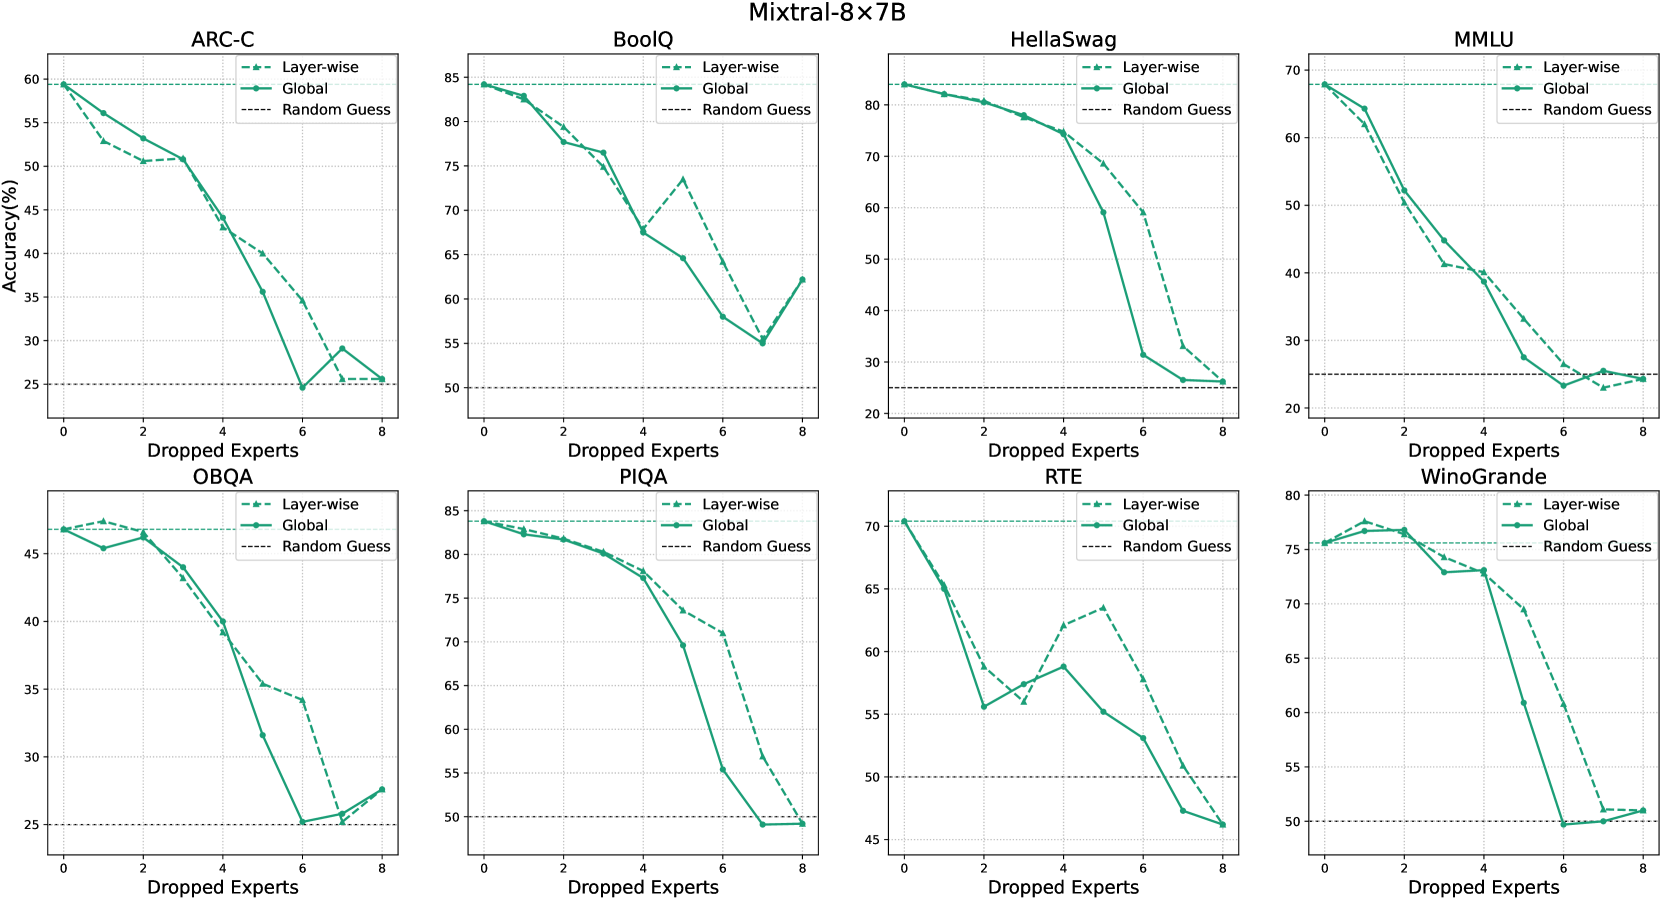 Mixtral-8×7B
ARC-C
Accuracy(%)
60
55
50
45
40
35
30
25
0 2 4 6 8
Dropped Experts
Layer-wise
Global
Random Guess
BoolQ
85
80
75
70
65
60
55
50
0 2 4 6 8
Dropped Experts
Layer-wise
Global
Random Guess
HellaSwag
80
70
60
50
40
30
20
0 2 4 6 8
Dropped Experts
Layer-wise
Global
Random Guess
MMLU
70
60
50
40
30
20
0 2 4 6 8
Dropped Experts
Layer-wise
Global
Random Guess
OBQA
45
40
35
30
25
0 2 4 6 8
Dropped Experts
Layer-wise
Global
Random Guess
PIQA
85
80
75
70
65
60
55
50
0 2 4 6 8
Dropped Experts
Layer-wise
Global
Random Guess
RTE
70
65
60
55
50
45
0 2 4 6 8
Dropped Experts
Layer-wise
Global
Random Guess
WinoGrande
80
75
70
65
60
55
50
0 2 4 6 8
Dropped Experts
Layer-wise
Global
Random Guess